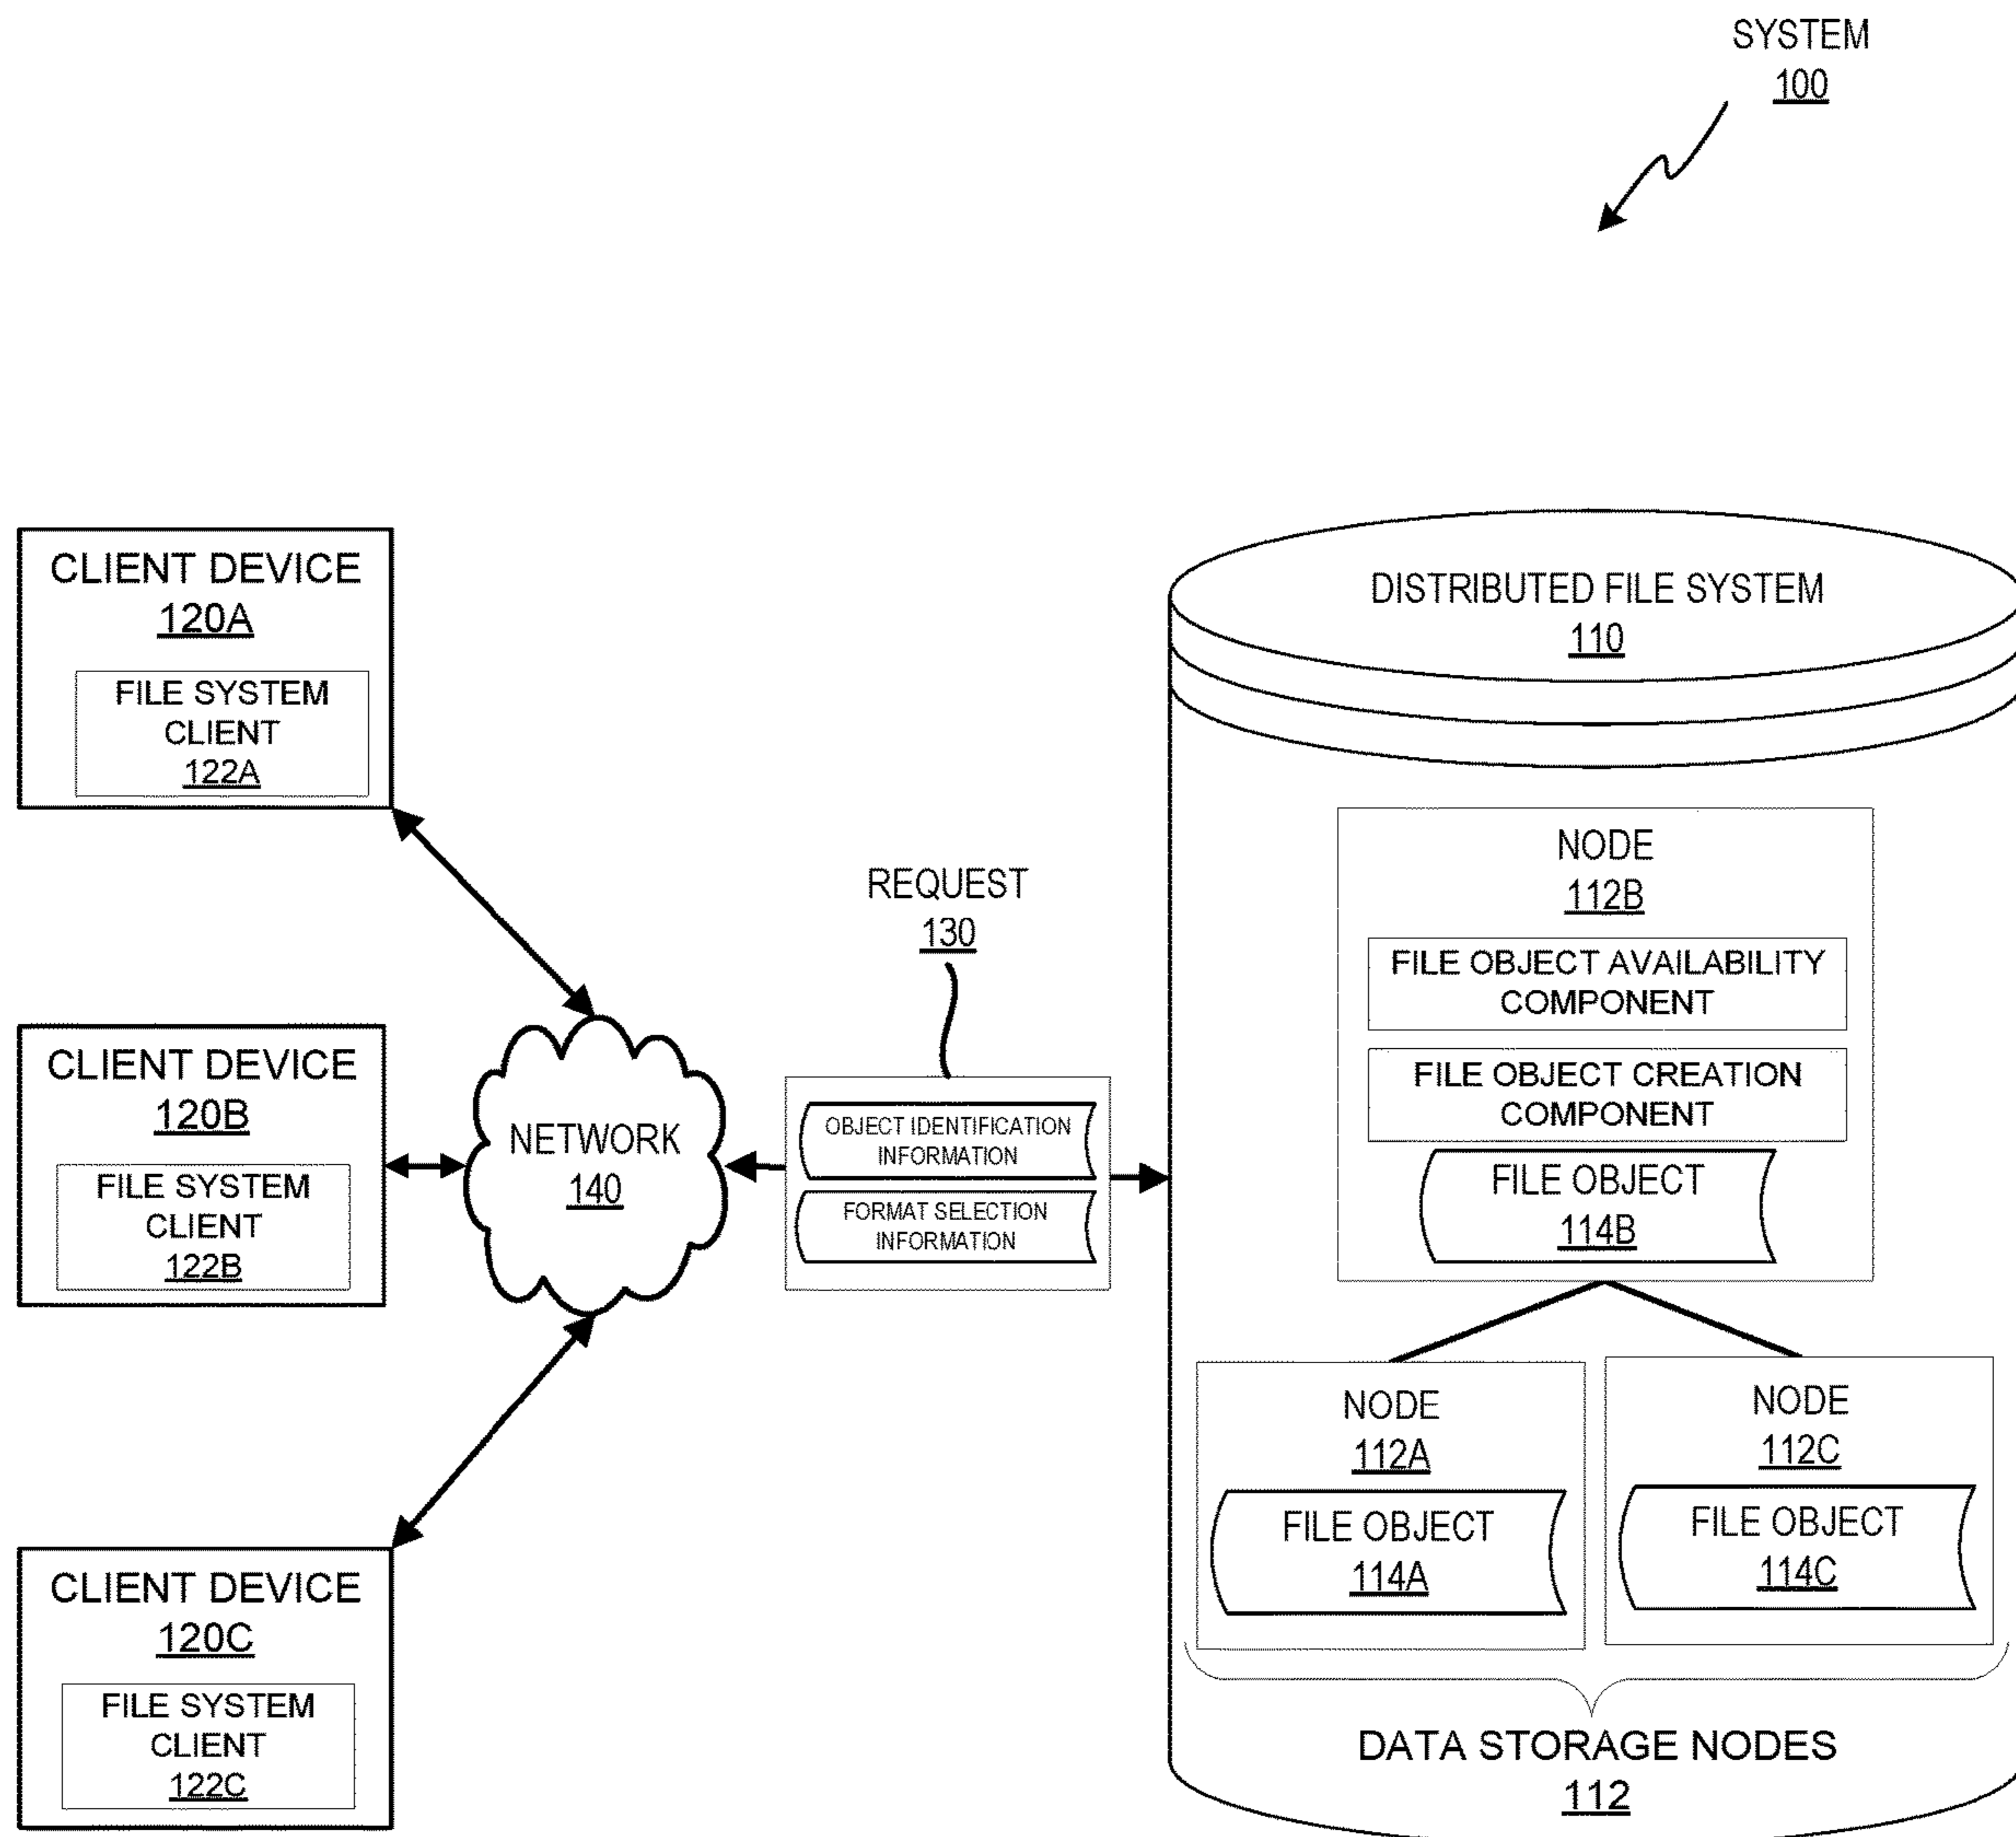 SYSTEM
100
CLIENT DEVICE
120A
FILE SYSTEM
CLIENT
122A
CLIENT DEVICE
120B
FILE SYSTEM
CLIENT
122B
CLIENT DEVICE
120C
FILE SYSTEM
CLIENT
122C
NETWORK
140
REQUEST
130
OBJECT IDENTIFICATION
INFORMATION
FORMAT SELECTION
INFORMATION
DISTRIBUTED FILE SYSTEM
110
NODE
112B
FILE OBJECT AVAILABILITY
COMPONENT
FILE OBJECT CREATION
COMPONENT
FILE OBJECT
114B
NODE
112A
FILE OBJECT
114A
NODE
112C
FILE OBJECT
114C
DATA STORAGE NODES
112